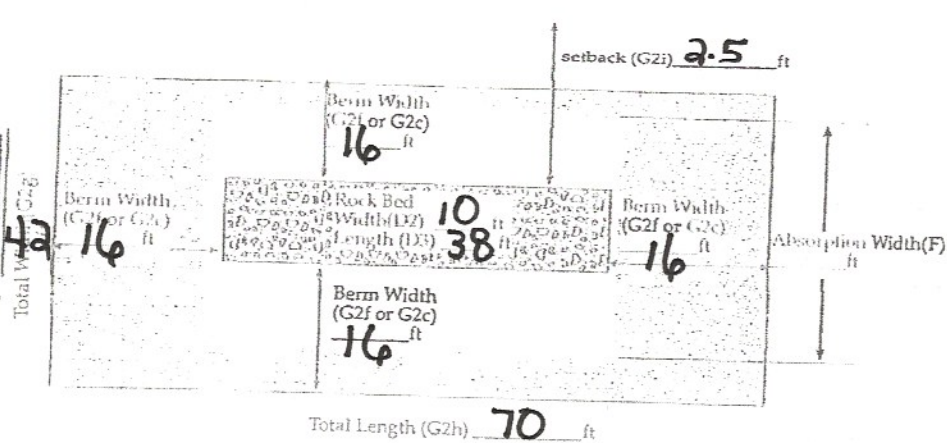 setback (G2i) 2.5 ft
Berm Width
(G2f or G2c)
16 ft
Total W G2g
42
Berm Width
(G2f or G2c)
16 ft
Rock Bed
Width(D2) 10 ft
Length (D3) 38 ft
Berm Width
(G2f or G2c)
16 ft
Absorption Width(F)
ft
Berm Width
(G2f or G2c)
16 ft
Total Length (G2h) 70 ft